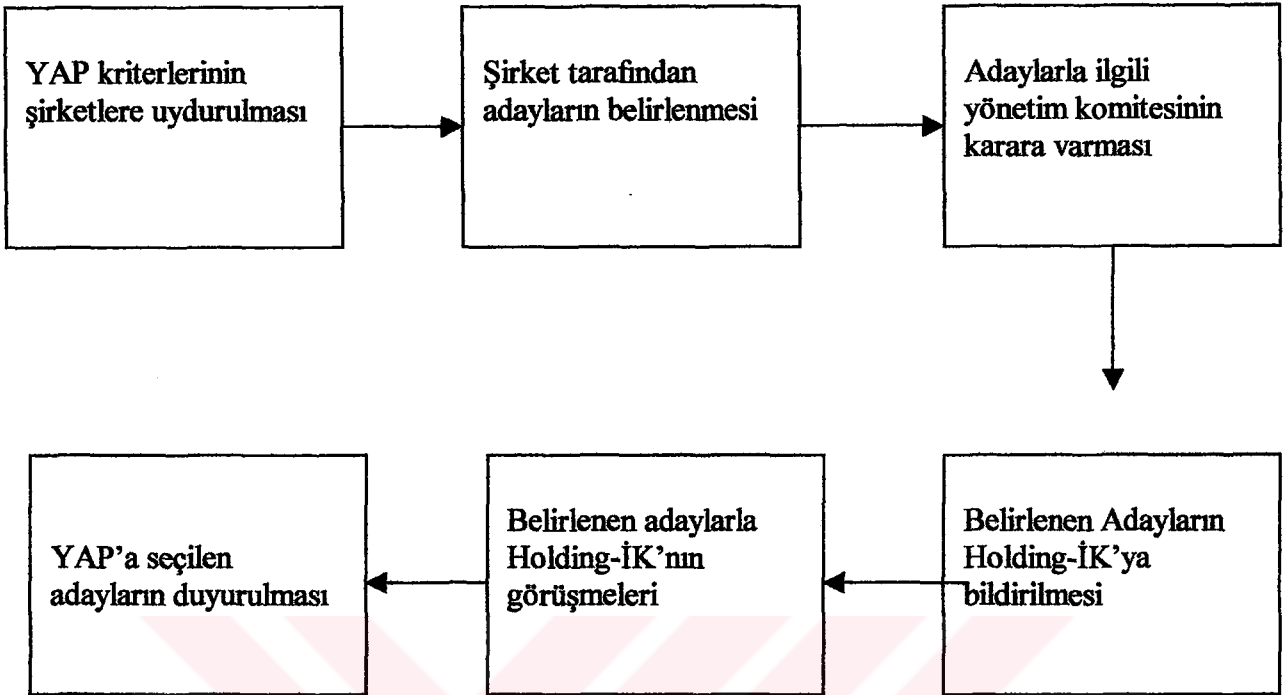 YAP kriterlerinin
şirketlere uydurulması
Şirket tarafından
adayların belirlenmesi
Adaylarla ilgili
yönetim komitesinin
karara varması
Belirlenen Adayların
Holding-İK'ya
bildirilmesi
Belirlenen adaylarla
Holding-İK'nın
görüşmeleri
YAP'a seçilen
adayların duyurulması